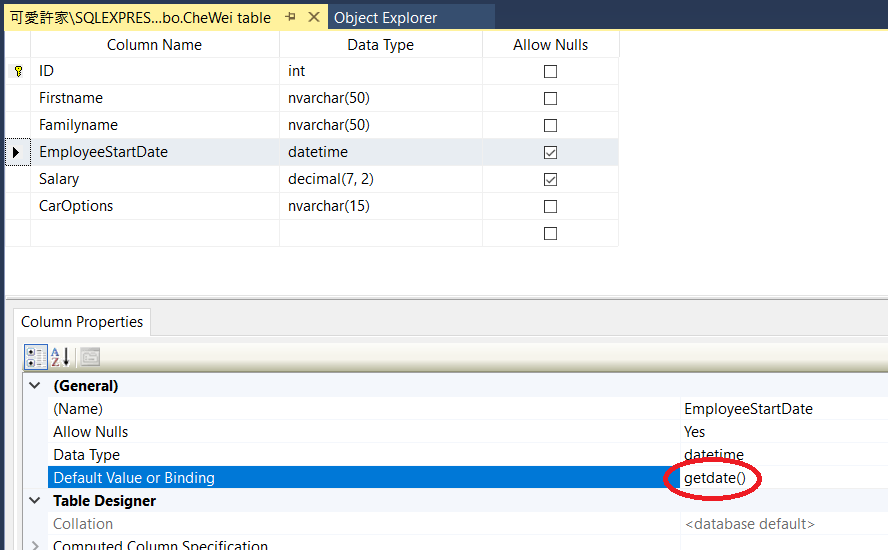 可愛許家\SQLEXPRES...bo.CheWei table Object Explorer
Column Name Data Type Allow Nulls
ID int
Firstname nvarchar(50)
Familyname nvarchar(50)
EmployeeStartDate datetime
Salary decimal(7, 2)
CarOptions nvarchar(15)
Column Properties
(General)
(Name) EmployeeStartDate
Allow Nulls Yes
Data Type datetime
Default Value or Binding getdate()
Table Designer
Collation <database default>
Computed Column Specification